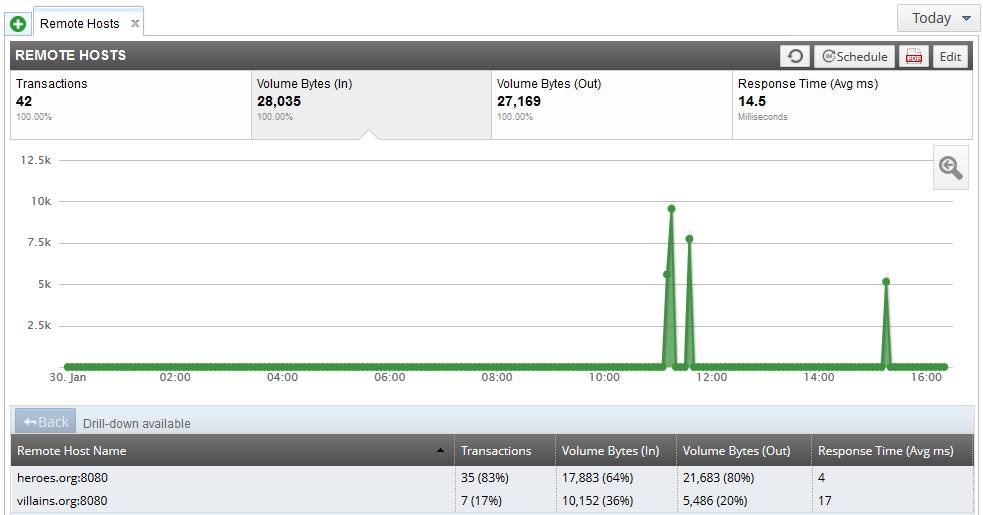 Remote Hosts x Today
REMOTE HOSTS Schedule PDF Edit
Transactions Volume Bytes (In) Volume Bytes (Out) Response Time (Avg ms)
42 28,035 27,169 14.5
100.00% 100.00% 100.00% Milliseconds
12.5k
10k
7.5k
5k
2.5k
30. Jan 02:00 04:00 06:00 08:00 10:00 12:00 14:00 16:00
Back Drill-down available
Remote Host Name Transactions Volume Bytes (In) Volume Bytes (Out) Response Time (Avg ms)
heroes.org:8080 35 (83%) 17,883 (64%) 21,683 (80%) 4
villains.org:8080 7 (17%) 10,152 (36%) 5,486 (20%) 17